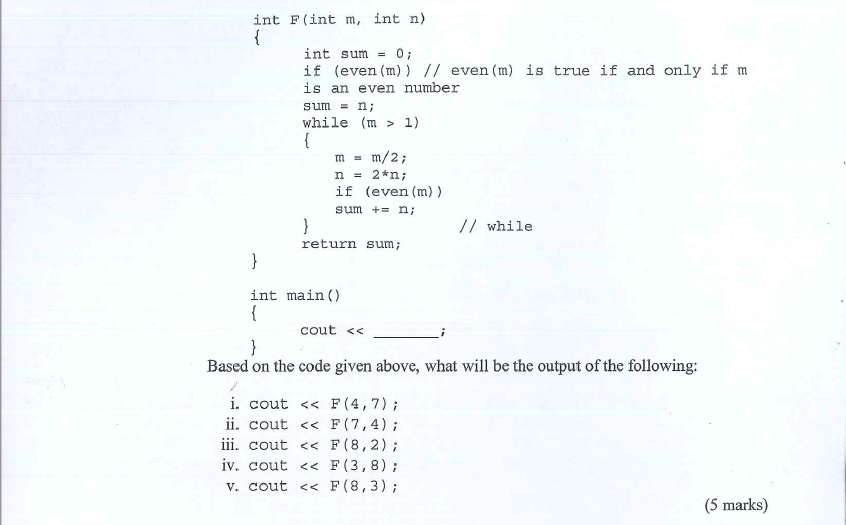 int F(int m, int n)
{
int sum = 0;
if (even(m)) // even(m) is true if and only if m
is an even number
sum = n;
while (m > 1)
{
m = m/2;
n = 2*n;
if (even(m))
sum += n;
} // while
return sum;
}
int main()
{
cout << _______;
}
Based on the code given above, what will be the output of the following:
i. cout << F(4,7);
ii. cout << F(7,4);
iii. cout << F(8,2);
iv. cout << F(3,8);
v. cout << F(8,3);
(5 marks)